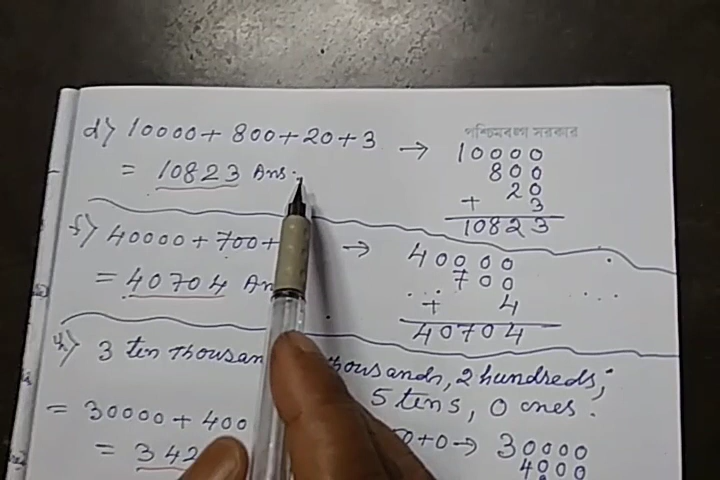 পশ্চিমবঙ্গ সরকার
d) 10000 + 800 + 20 + 3 →
= 10823 Ans.
10000
800
20
+ 3
10823
f) 40000 + 700 + →
= 40704
40000
700
+ 4
40704
h) 3 ten thousan thousands, 2 hundreds,
5 tens, 0 ones.
= 30000 + 400
0 + 0 → 30000
4000
= 342